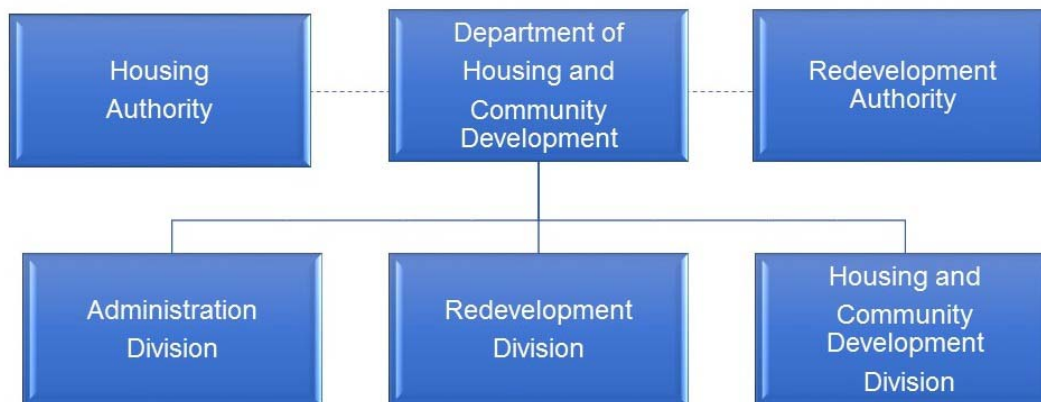 Housing
Authority
Department of
Housing and
Community
Development
Redevelopment
Authority
Administration
Division
Redevelopment
Division
Housing and
Community
Development
Division